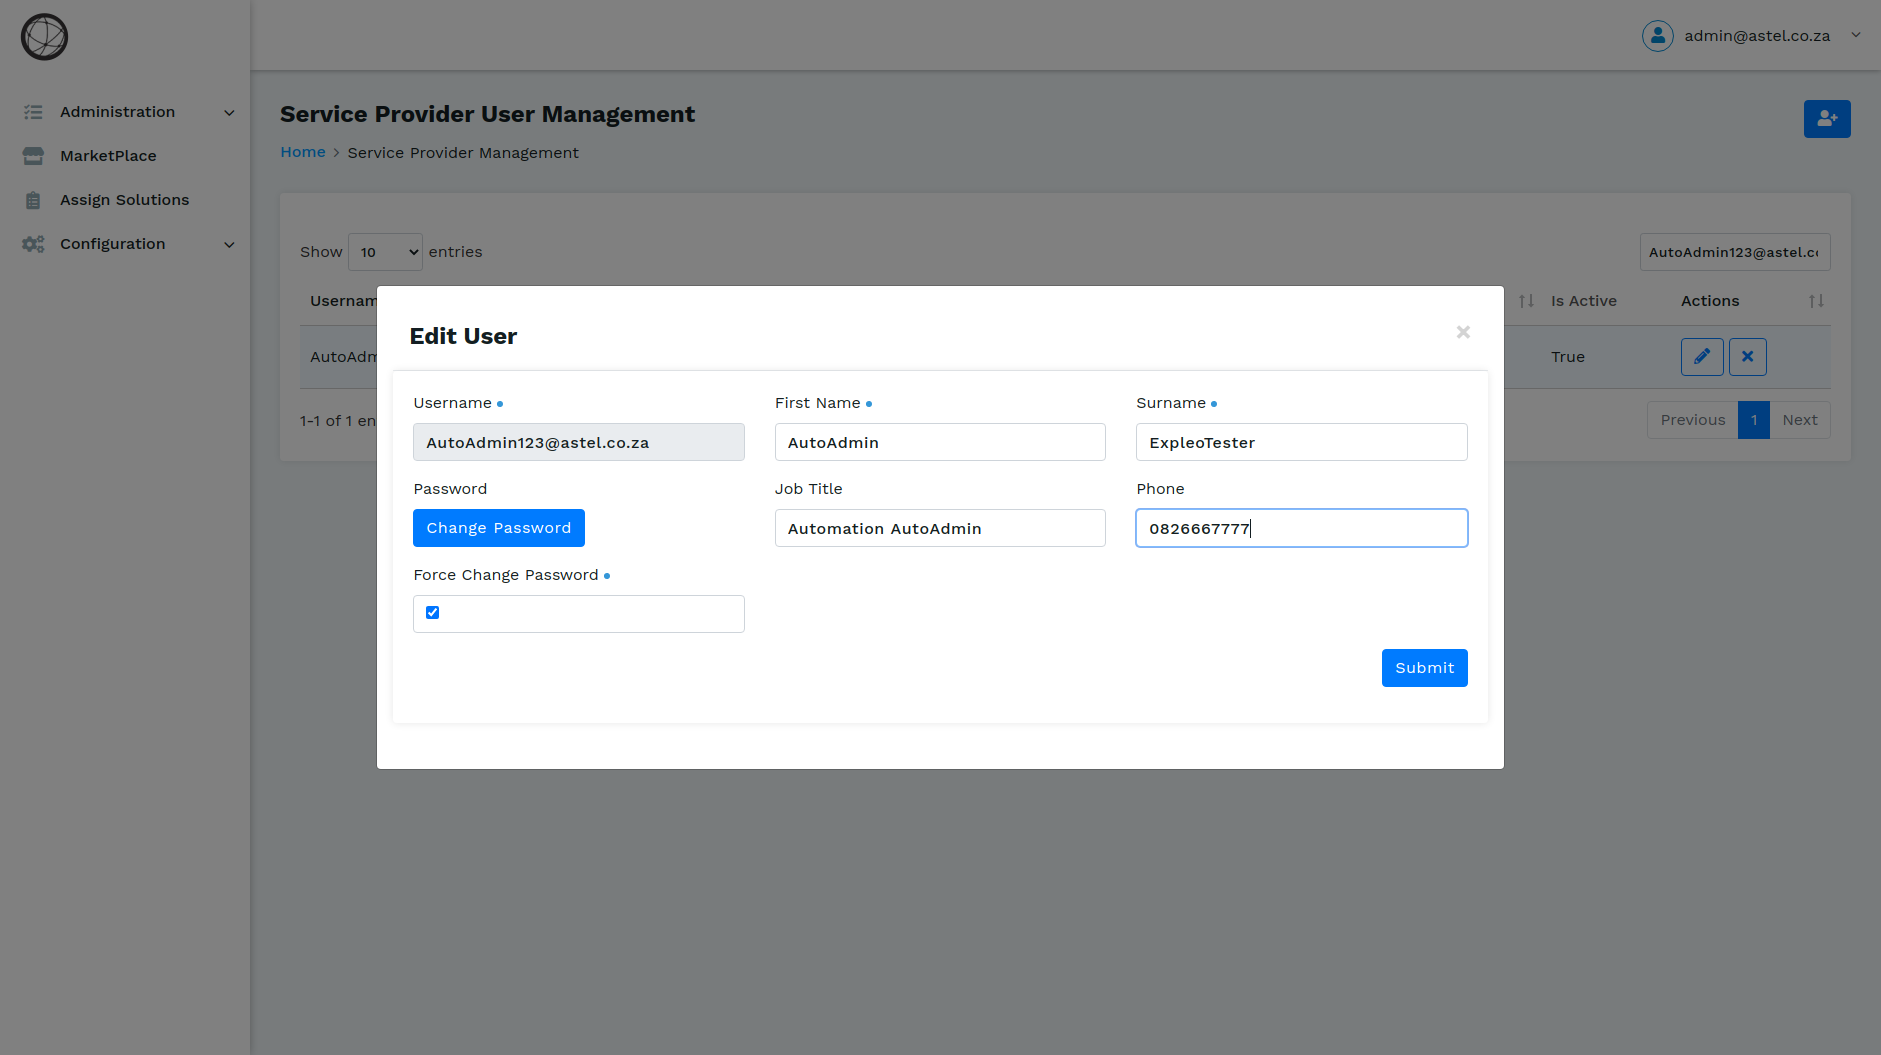 admin@astel.co.za
Administration
MarketPlace
Assign Solutions
Configuration
Service Provider User Management
Home > Service Provider Management
Show 10 entries
AutoAdmin123@astel.c
Usernam
Is Active
Actions
AutoAdm
True
1-1 of 1 en
Previous 1 Next
Edit User
×
Username First Name Surname
AutoAdmin123@astel.co.za AutoAdmin ExpleoTester
Password Job Title Phone
Change Password Automation AutoAdmin 0826667777
Force Change Password
Submit